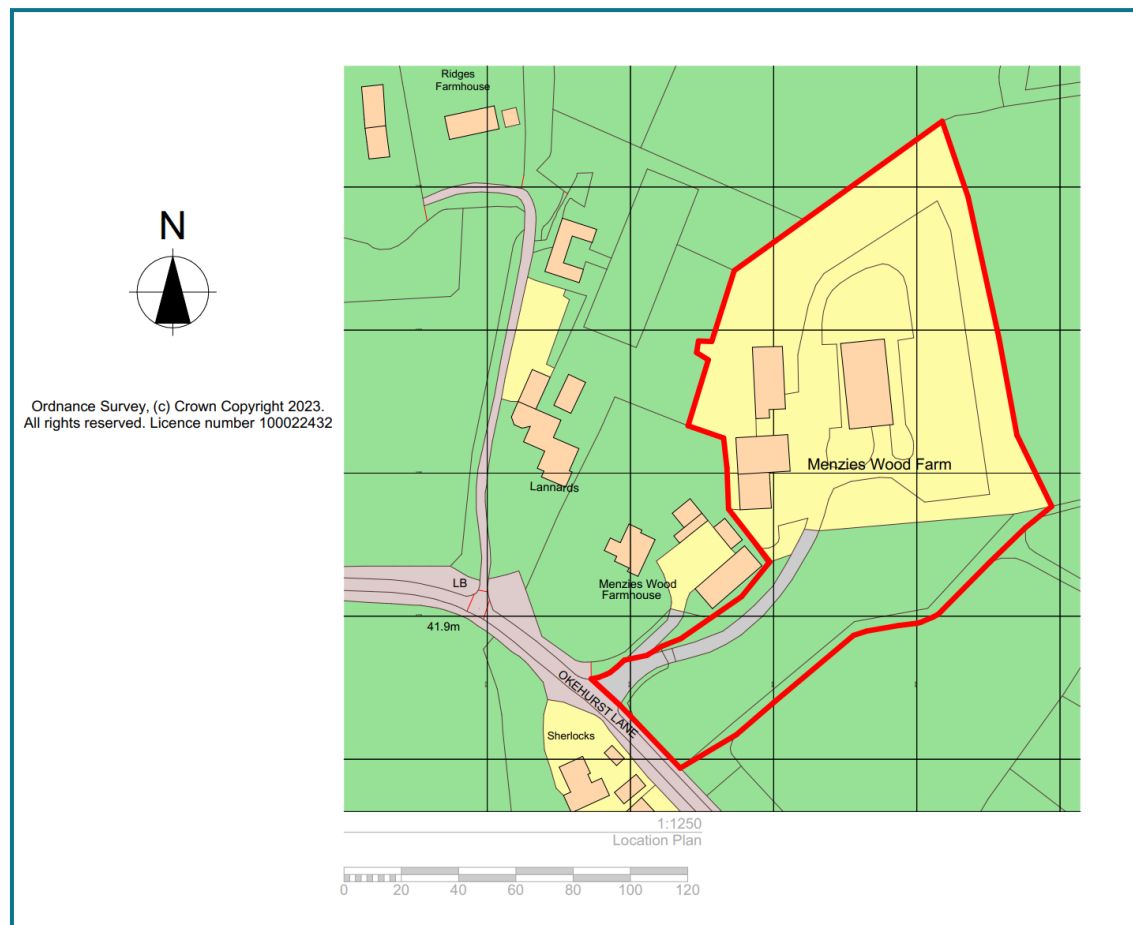 Ridges
Farmhouse
N
Ordnance Survey, (c) Crown Copyright 2023.
All rights reserved. Licence number 100022432
Menzies Wood Farm
Lannards
LB
Menzies Wood
Farmhouse
41.9m
OKEHURST LANE
Sherlocks
1:1250
Location Plan
0 20 40 60 80 100 120